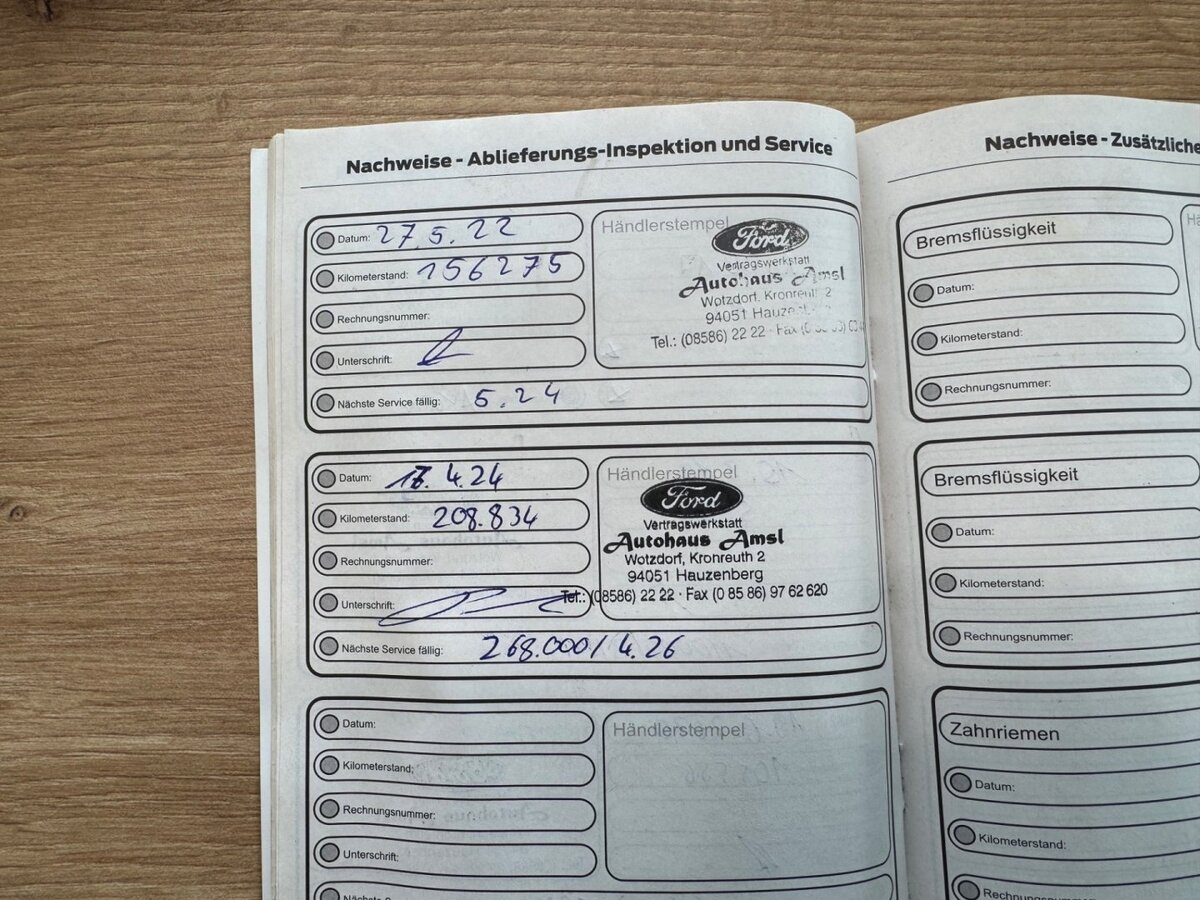 Nachweise - Ablieferungs-Inspektion und Service
Datum: 27 5. 22
Kilometerstand: 156275
Rechnungsnummer:
Unterschrift:
Nächste Service fällig: 5.24
Händlerstempel
Ford
Vertragswerkstatt
Autohaus Amsl
Wotzdorf, Kronreuth 2
94051
Tel.: (08586) 22 22 · Fax
Datum: 4.24
Kilometerstand: 208.834
Rechnungsnummer:
Unterschrift:
Nächste Service fällig: 268.000/ 4.26
Händlerstempel
Ford
Vertragswerkstatt
Autohaus Amsl
Wotzdorf, Kronreuth 2
94051 Hauzenberg
Tel.: (08586) 22 22 · Fax (0 85 86) 97 62 620
Datum:
Kilometerstand:
Rechnungsnummer:
Unterschrift:
Händlerstempel
Nachweise - Zusätzliche
Bremsflüssigkeit
Datum:
Kilometerstand:
Rechnungsnummer:
Bremsflüssigkeit
Datum:
Kilometerstand:
Rechnungsnummer:
Zahnriemen
Datum:
Kilometerstand: